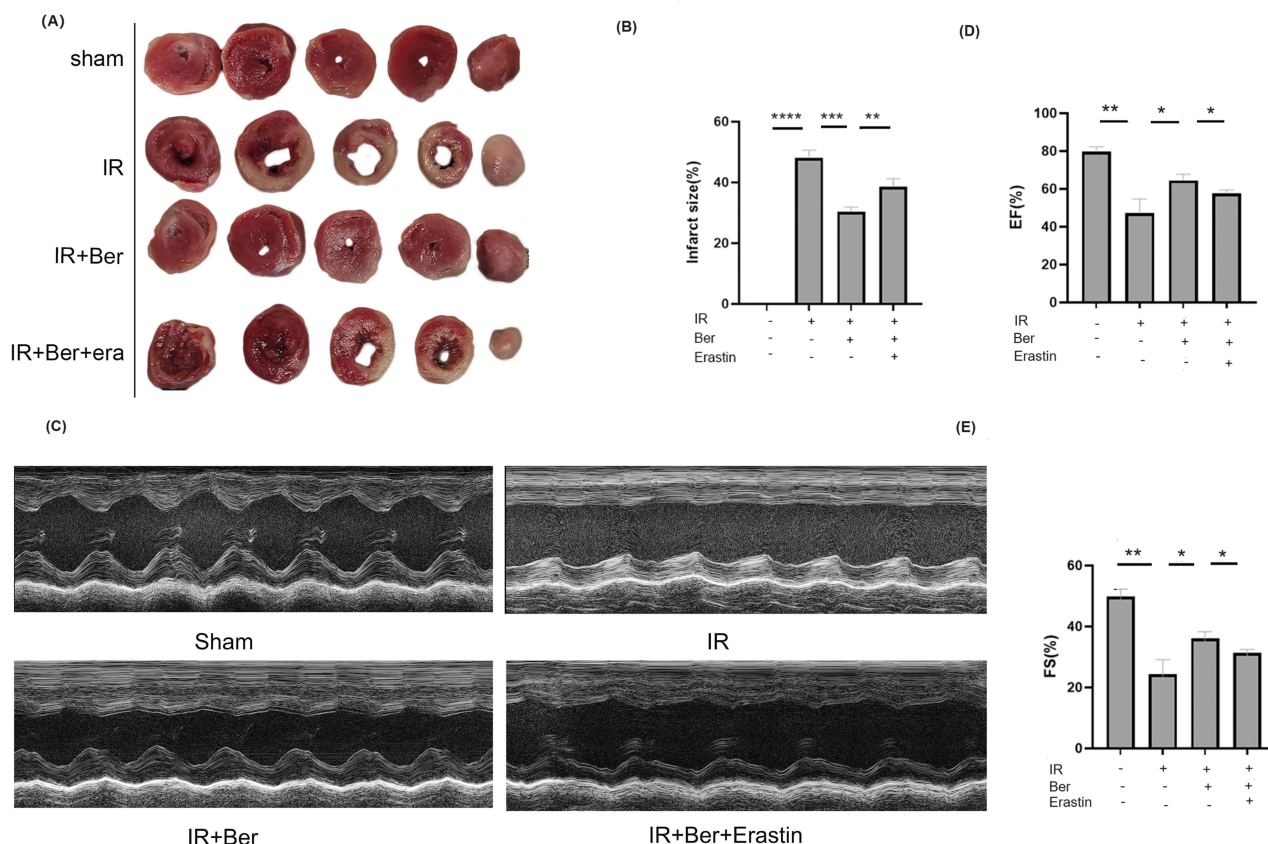 (A)
sham
IR
IR+Ber
IR+Ber+era
(B)
Infarct size(%)
60
40
20
0
**** *** **
IR - + + +
Ber - - + +
Erastin - - - +
(D)
EF(%)
100
80
60
40
20
0
** * *
IR - + + +
Ber - - + +
Erastin - - - +
(C)
Sham
IR
IR+Ber
IR+Ber+Erastin
(E)
FS(%)
60
40
20
0
** * *
IR - + + +
Ber - - + +
Erastin - - - +